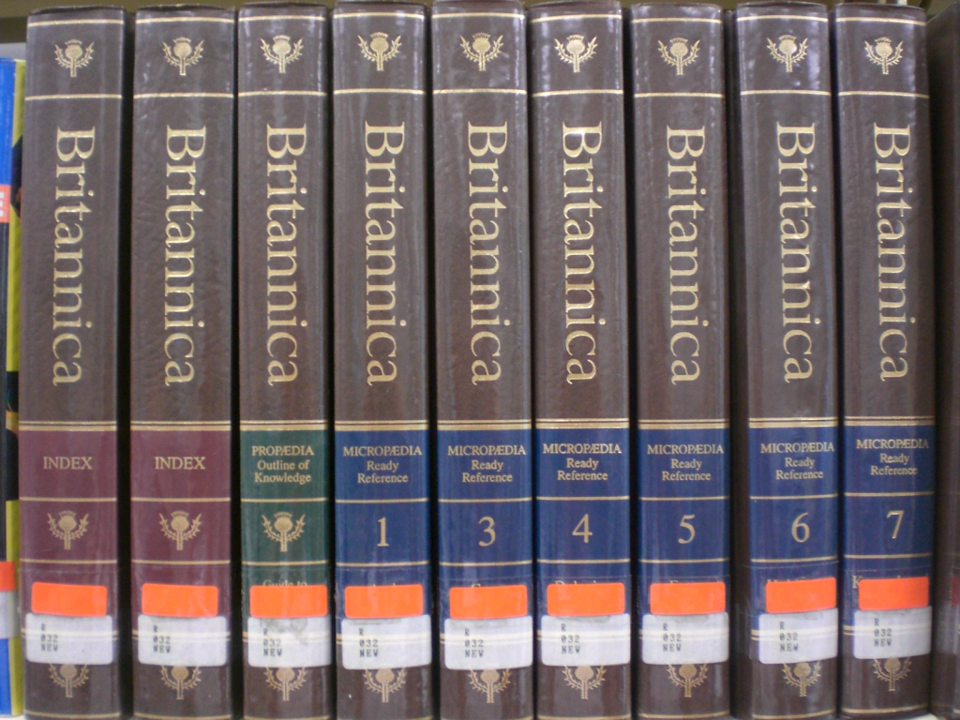 Britannica
INDEX
R
032
NEW
Britannica
INDEX
R
032
NEW
Britannica
PROPÆDIA
Outline of
Knowledge
Guide to
R
032
NEW
Britannica
MICROPÆDIA
Ready
Reference
1
R
032
NEW
Britannica
MICROPÆDIA
Ready
Reference
3
R
032
NEW
Britannica
MICROPÆDIA
Ready
Reference
4
R
032
NEW
Britannica
MICROPÆDIA
Ready
Reference
5
R
032
NEW
Britannica
MICROPÆDIA
Ready
Reference
6
R
032
NEW
Britannica
MICROPÆDIA
Ready
Reference
7
R
032
NEW